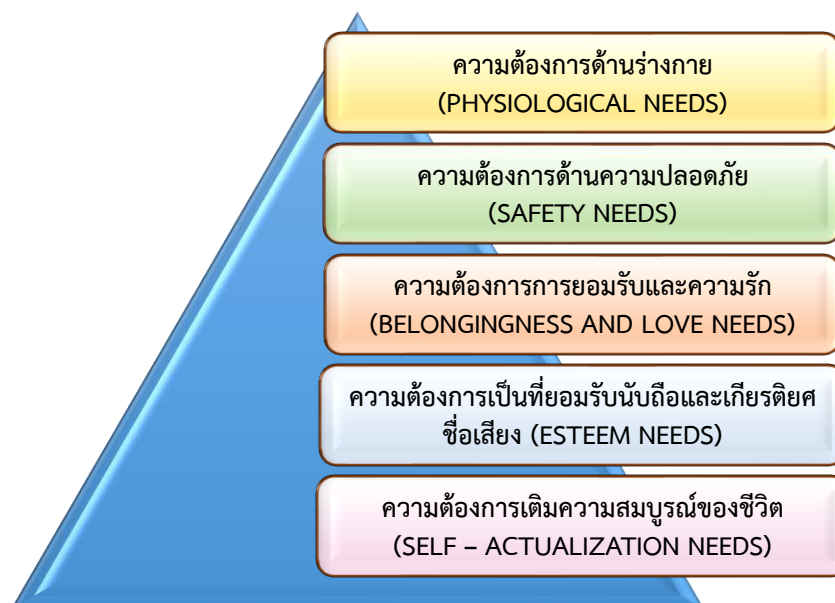 ความต้องการด้านร่างกาย
(PHYSIOLOGICAL NEEDS)
ความต้องการด้านความปลอดภัย
(SAFETY NEEDS)
ความต้องการการยอมรับและความรัก
(BELONGINGNESS AND LOVE NEEDS)
ความต้องการเป็นที่ยอมรับนับถือและเกียรติยศ
ชื่อเสียง (ESTEEM NEEDS)
ความต้องการเติมความสมบูรณ์ของชีวิต
(SELF – ACTUALIZATION NEEDS)